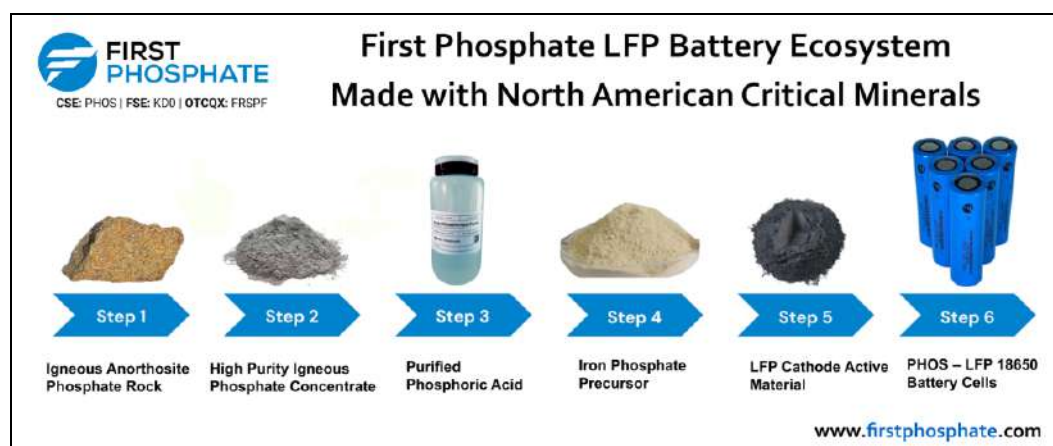 FIRST
PHOSPHATE
CSE: PHOS | FSE: KD0 | OTCQX: FRSPF
First Phosphate LFP Battery Ecosystem
Made with North American Critical Minerals
Step 1
Step 2
Step 3
Step 4
Step 5
Step 6
Igneous Anorthosite
Phosphate Rock
High Purity Igneous
Phosphate Concentrate
Purified
Phosphoric Acid
Iron Phosphate
Precursor
LFP Cathode Active
Material
PHOS – LFP 18650
Battery Cells
www.firstphosphate.com